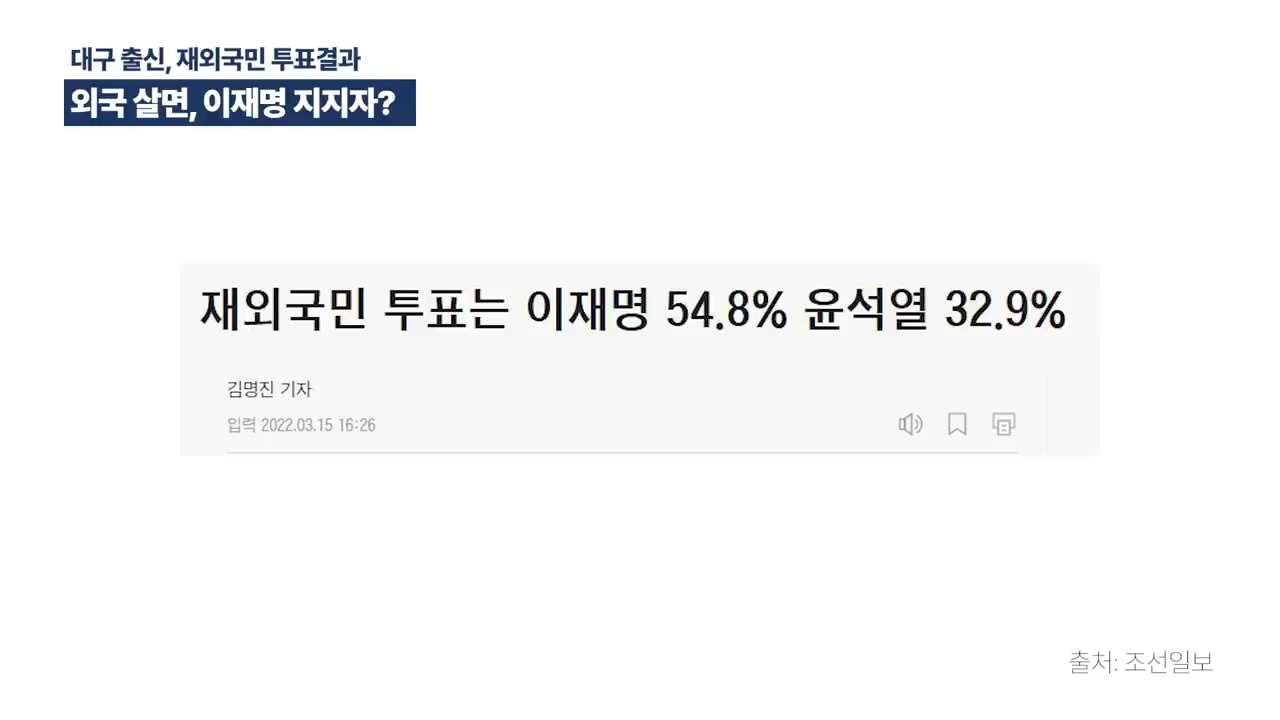 대구 출신, 재외국민 투표결과
외국 살면, 이재명 지지자?
재외국민 투표는 이재명 54.8% 윤석열 32.9%
김명진 기자
입력 2022.03.15 16:26
출처: 조선일보